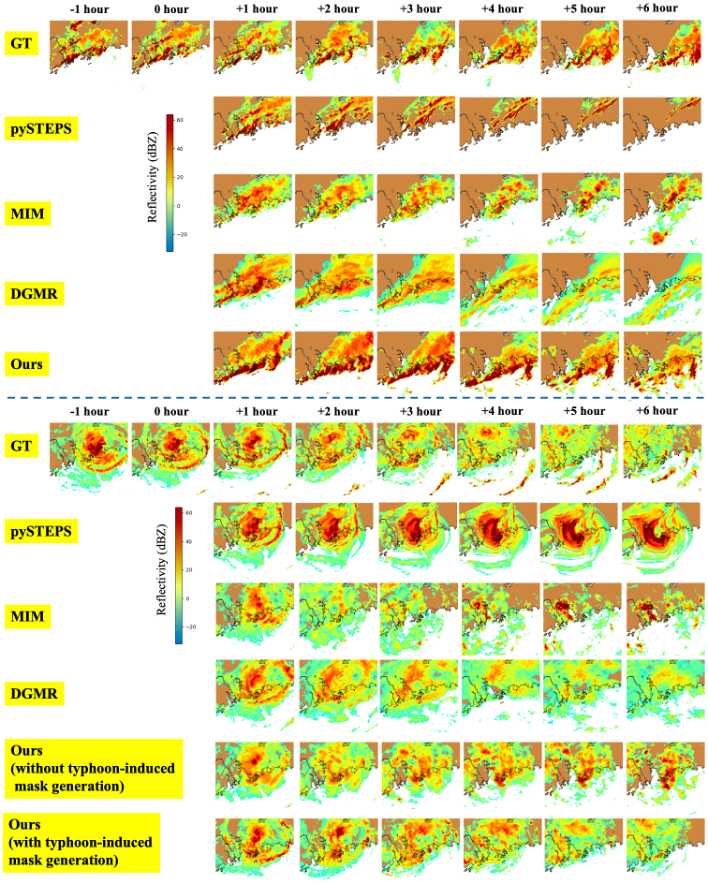 -1 hour 0 hour +1 hour +2 hour +3 hour +4 hour +5 hour +6 hour
GT
pySTEPS
Reflectivity (dBZ)
60
40
20
0
−20
MIM
DGMR
Ours
-1 hour 0 hour +1 hour +2 hour +3 hour +4 hour +5 hour +6 hour
GT
pySTEPS
Reflectivity (dBZ)
60
40
20
0
−20
MIM
DGMR
Ours
(without typhoon-induced
mask generation)
Ours
(with typhoon-induced
mask generation)